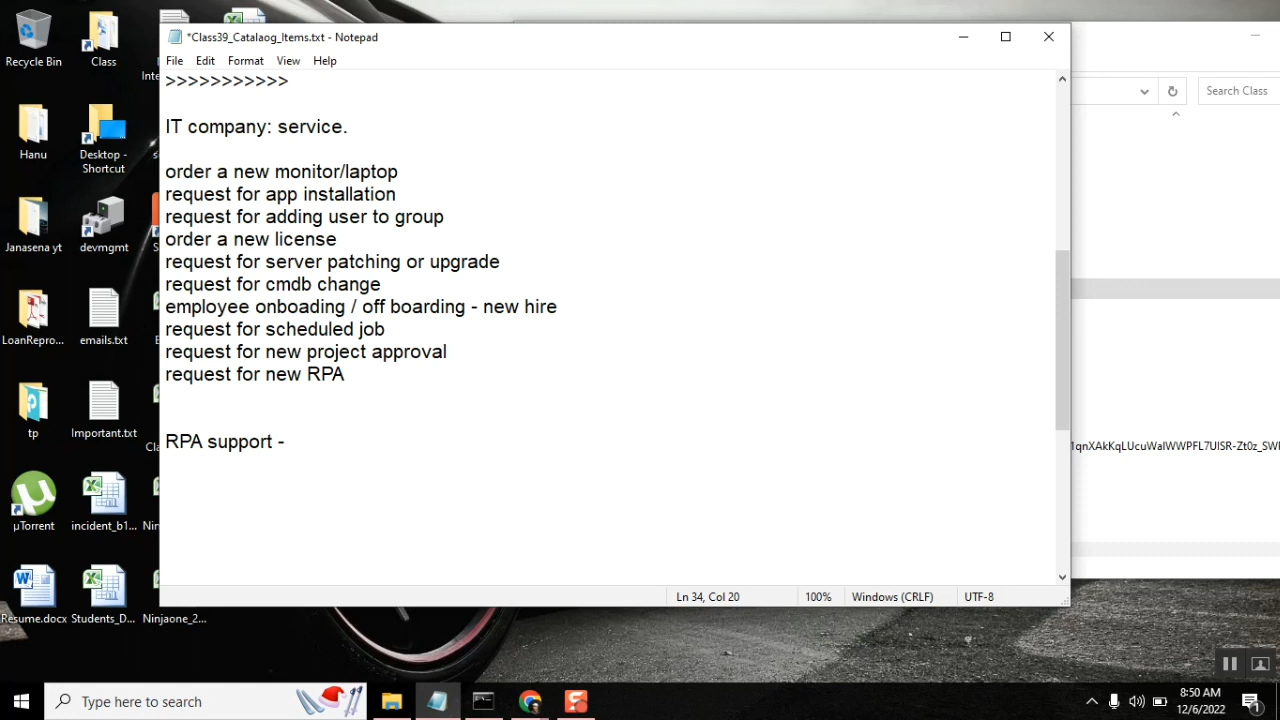 Recycle Bin
Class
Inte
Hanu
Desktop -
Shortcut
Janasena yt
devmgmt
LoanRepro...
emails.txt
tp
Important.txt
Cla
µTorrent
incident_b1...
Nin
Resume.docx
Students_D...
Ninjaone_2...
*Class39_Catalaog_Items.txt - Notepad
File Edit Format View Help
>>>>>>>>>>>
IT company: service.
order a new monitor/laptop
request for app installation
request for adding user to group
order a new license
request for server patching or upgrade
request for cmdb change
employee onboading / off boarding - new hire
request for scheduled job
request for new project approval
request for new RPA
RPA support -
Ln 34, Col 20
100%
Windows (CRLF)
UTF-8
Search Class
Type here to search
8:50 AM
12/6/2022
1